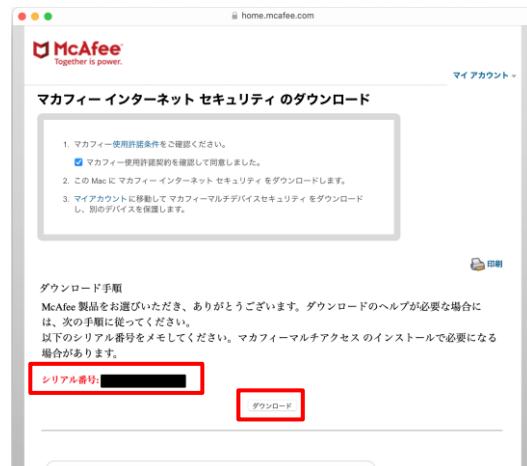 home.mcafee.com
McAfee
Together is power.
マイ アカウント
マカフィー インターネット セキュリティ のダウンロード
1. マカフィー使用許諾条件をご確認ください。
マカフィー使用許諾契約を確認して同意しました。
2. この Mac に マカフィー インターネット セキュリティ をダウンロードします。
3. マイアカウントに移動して マカフィーマルチデバイスセキュリティ をダウンロード
し、別のデバイスを保護します。
印刷
ダウンロード手順
McAfee 製品をお選びいただき、ありがとうございます。ダウンロードのヘルプが必要な場合に
は、次の手順に従ってください。
以下のシリアル番号をメモしてください。マカフィーマルチアクセス のインストールで必要になる
場合があります。
シリアル番号:
ダウンロード